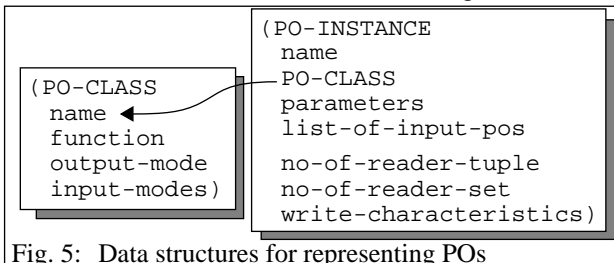 (PO-CLASS
name
function
output-mode
input-modes)
(PO-INSTANCE
name
PO-CLASS
parameters
list-of-input-pos
no-of-reader-tuple
no-of-reader-set
write-characteristics)
Fig. 5: Data structures for representing POs